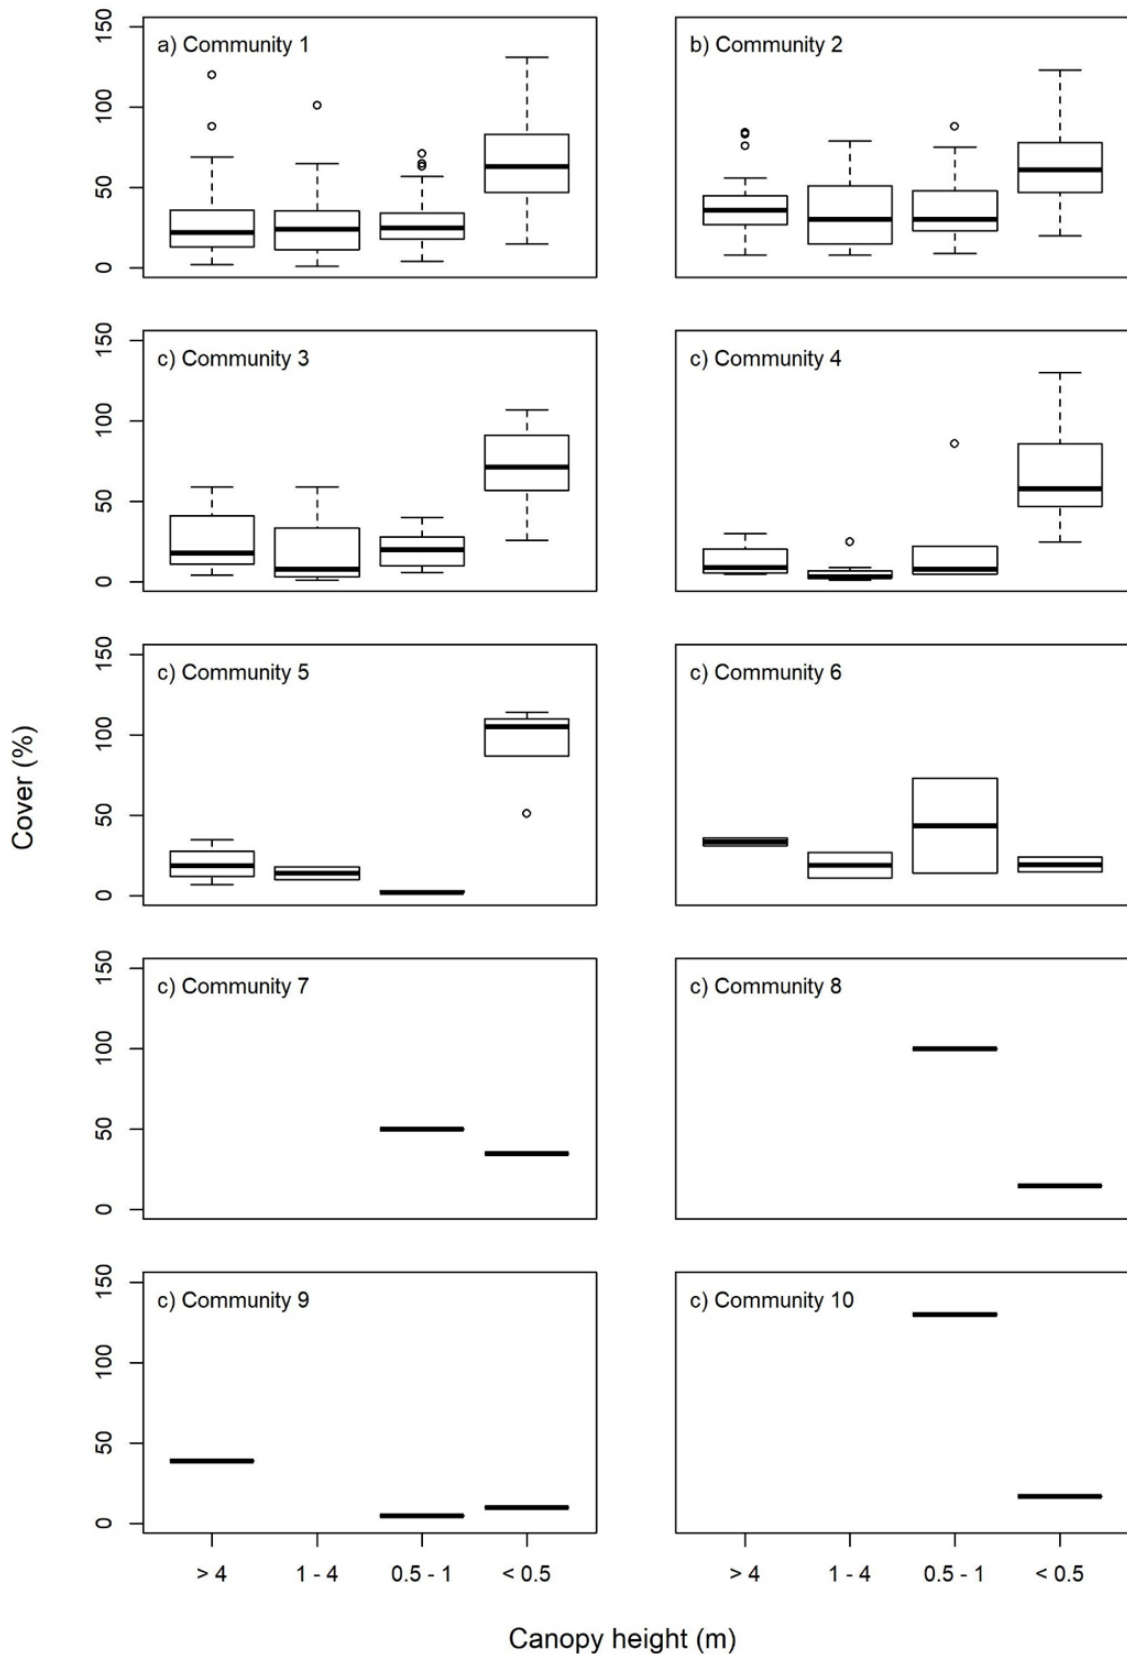 a) Community 1
b) Community 2
150
100
50
0
c) Community 3
c) Community 4
150
100
50
0
c) Community 5
c) Community 6
150
100
50
0
c) Community 7
c) Community 8
150
100
50
0
c) Community 9
c) Community 10
150
100
50
0
Cover (%)
> 4 1 - 4 0.5 - 1 < 0.5
> 4 1 - 4 0.5 - 1 < 0.5
Canopy height (m)